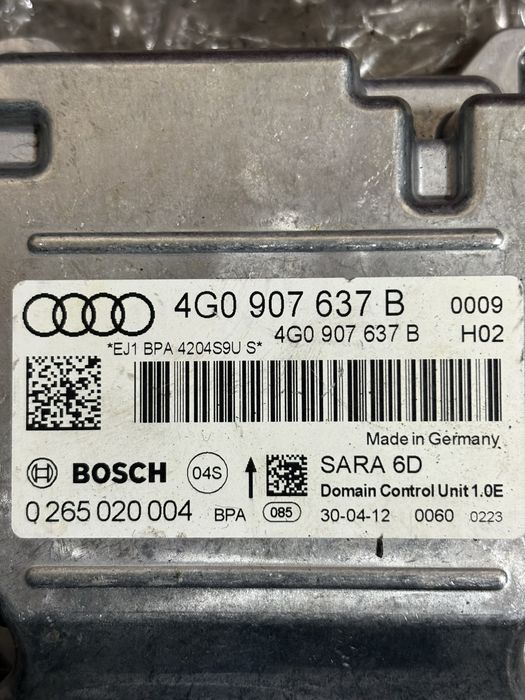 4G0 907 637 B 0009
4G0 907 637 B H02
*EJ1 BPA 4204S9U S*
Made in Germany
BOSCH 04S SARA 6D
Domain Control Unit 1.0E
0 265 020 004 BPA 085 30-04-12 0060 0223